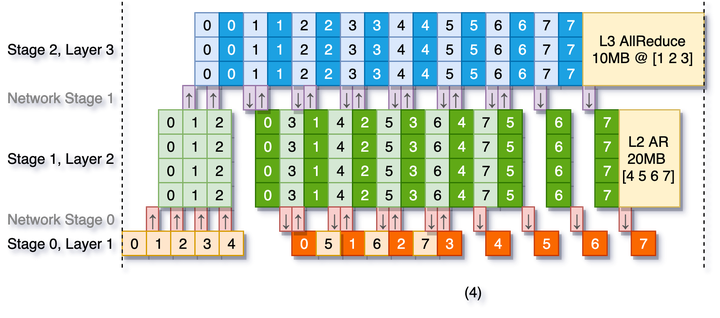 0 0 1 1 2 2 3 3 4 4 5 5 6 6 7 7
Stage 2, Layer 3 0 0 1 1 2 2 3 3 4 4 5 5 6 6 7 7 L3 AllReduce
10MB @ [1 2 3]
0 0 1 1 2 2 3 3 4 4 5 5 6 6 7 7
Network Stage 1
0 1 2 0 3 1 4 2 5 3 6 4 7 5 6 7
0 1 2 0 3 1 4 2 5 3 6 4 7 5 6 7 L2 AR
Stage 1, Layer 2 20MB
0 1 2 0 3 1 4 2 5 3 6 4 7 5 6 7 [4 5 6 7]
0 1 2 0 3 1 4 2 5 3 6 4 7 5 6 7
Network Stage 0
Stage 0, Layer 1 0 1 2 3 4 0 5 1 6 2 7 3 4 5 6 7
(4)